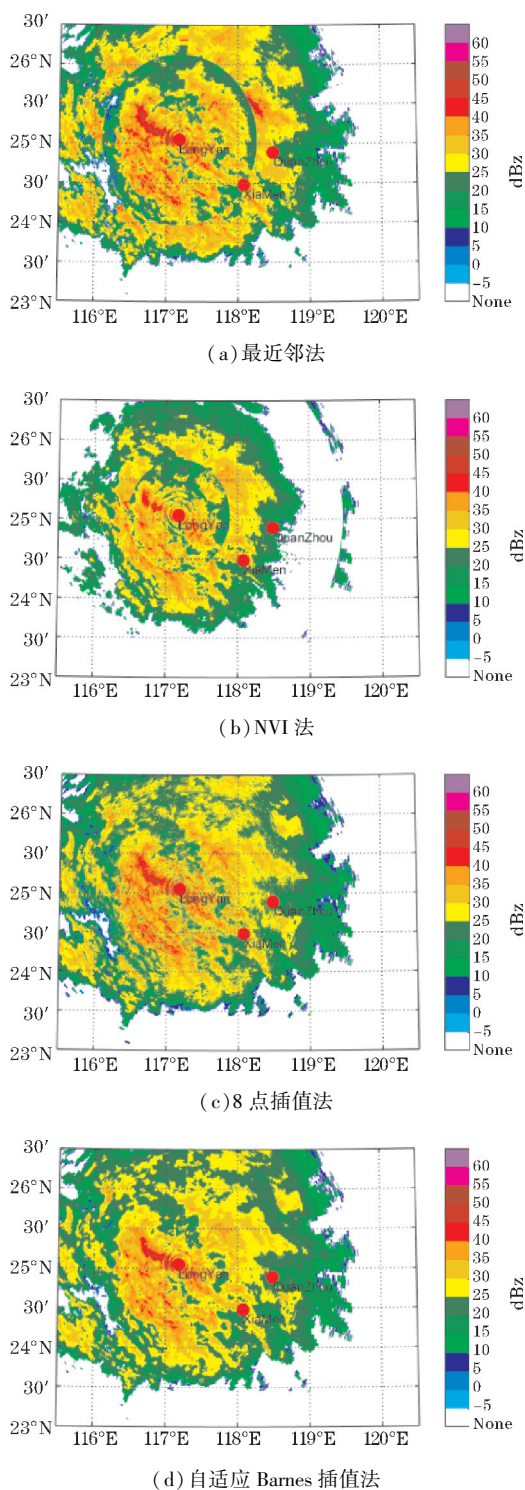 30′
26°N
30′
25°N
30′
24°N
30′
23°N
116°E 117°E 118°E 119°E 120°E
LongYan
QuanZhou
XiaMen
60
55
50
45
40
35
30
25
20
15
10
5
0
-5
None
dBz
(a)最近邻法
30′
26°N
30′
25°N
30′
24°N
30′
23°N
116°E 117°E 118°E 119°E 120°E
LongYan
QuanZhou
XiaMen
60
55
50
45
40
35
30
25
20
15
10
5
0
-5
None
dBz
(b)NVI 法
30′
26°N
30′
25°N
30′
24°N
30′
23°N
116°E 117°E 118°E 119°E 120°E
LongYan
QuanZhou
XiaMen
60
55
50
45
40
35
30
25
20
15
10
5
0
-5
None
dBz
(c)8 点插值法
30′
26°N
30′
25°N
30′
24°N
30′
23°N
116°E 117°E 118°E 119°E 120°E
LongYan
QuanZhou
XiaMen
60
55
50
45
40
35
30
25
20
15
10
5
0
-5
None
dBz
(d)自适应 Barnes 插值法